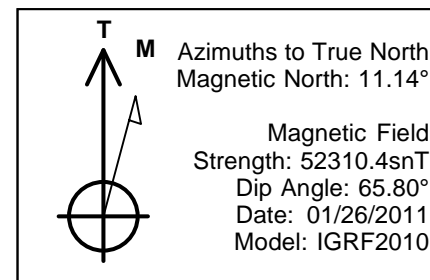 T
M
Azimuths to True North
Magnetic North: 11.14°
Magnetic Field
Strength: 52310.4snT
Dip Angle: 65.80°
Date: 01/26/2011
Model: IGRF2010